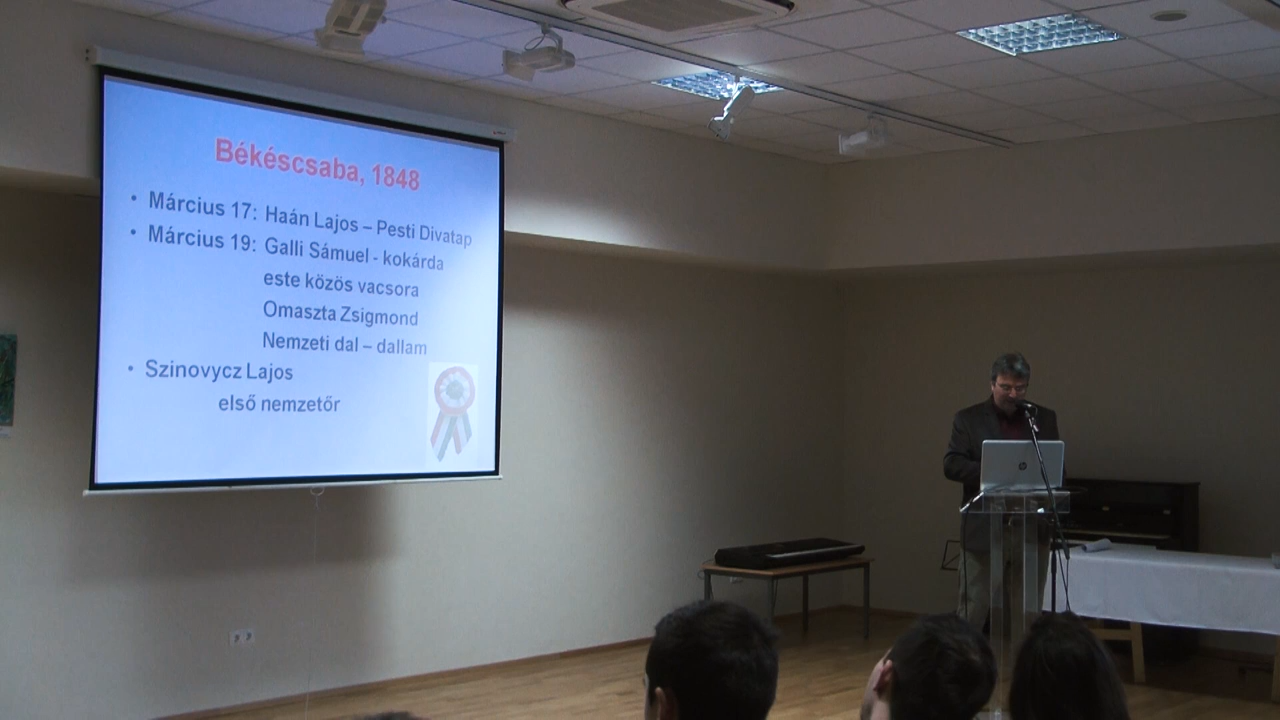 Békéscsaba, 1848
• Március 17: Haán Lajos – Pesti Divatap
• Március 19: Galli Sámuel - kokárda
este közös vacsora
Omaszta Zsigmond
Nemzeti dal – dallam
• Szinovycz Lajos
első nemzetőr
hp